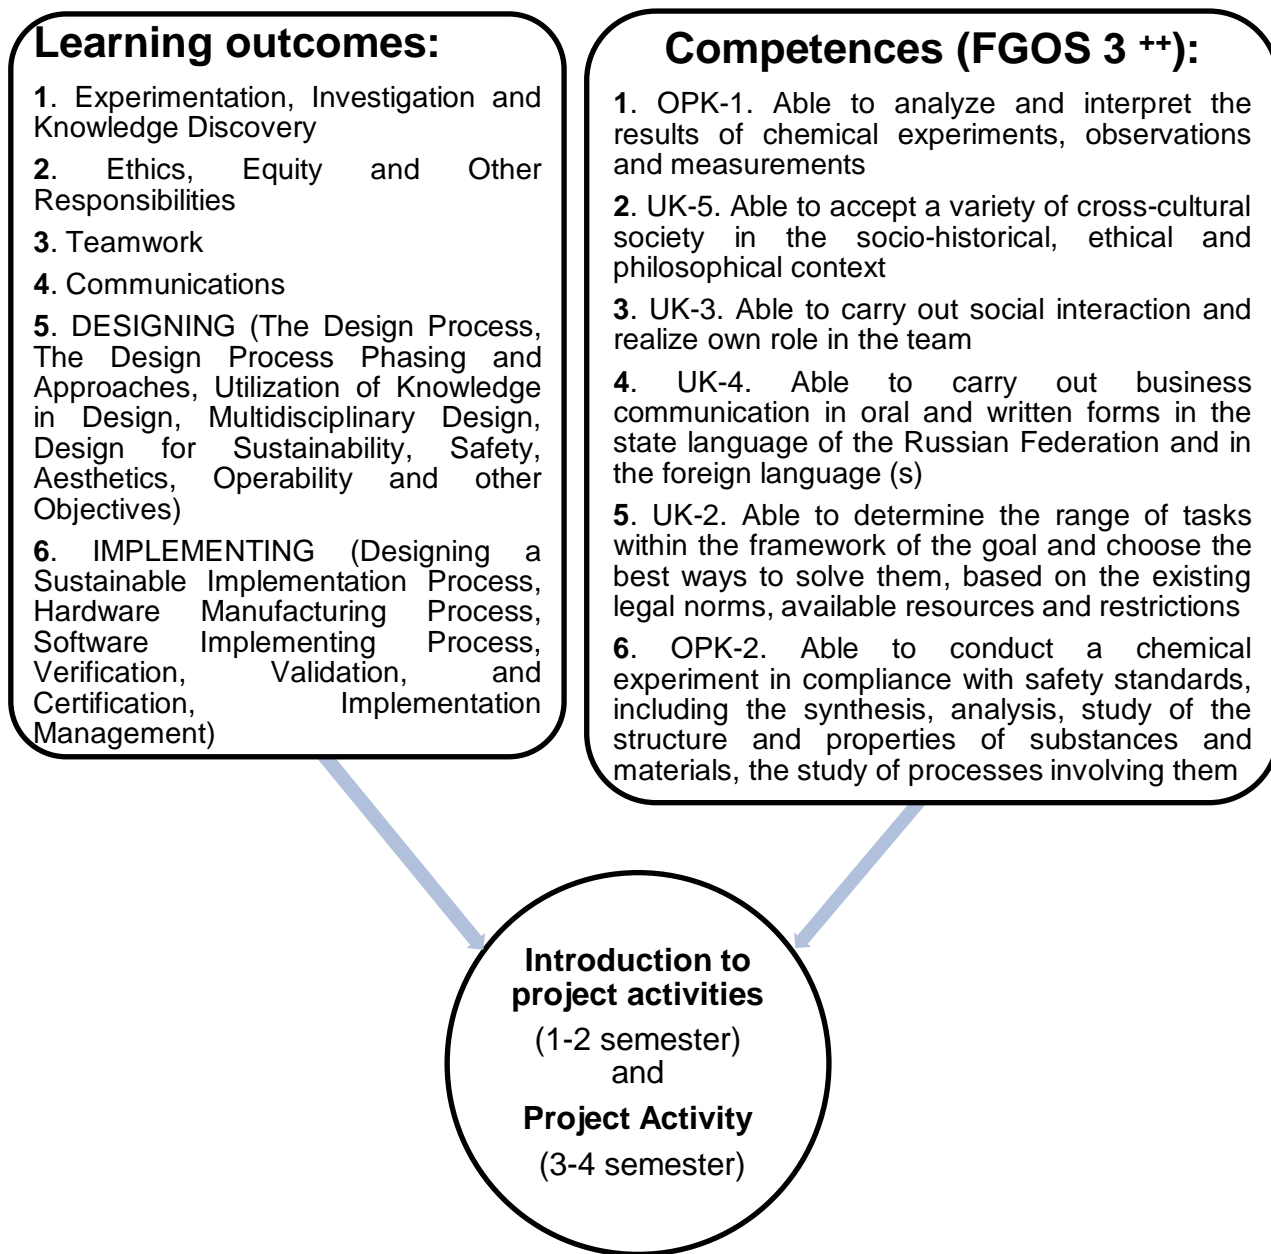 Learning outcomes:
1. Experimentation, Investigation and
Knowledge Discovery
2. Ethics, Equity and Other
Responsibilities
3. Teamwork
4. Communications
5. DESIGNING (The Design Process,
The Design Process Phasing and
Approaches, Utilization of Knowledge
in Design, Multidisciplinary Design,
Design for Sustainability, Safety,
Aesthetics, Operability and other
Objectives)
6. IMPLEMENTING (Designing a
Sustainable Implementation Process,
Hardware Manufacturing Process,
Software Implementing Process,
Verification, Validation, and
Certification, Implementation
Management)
Competences (FGOS 3 ++):
1. OPK-1. Able to analyze and interpret the
results of chemical experiments, observations
and measurements
2. UK-5. Able to accept a variety of cross-cultural
society in the socio-historical, ethical and
philosophical context
3. UK-3. Able to carry out social interaction and
realize own role in the team
4. UK-4. Able to carry out business
communication in oral and written forms in the
state language of the Russian Federation and in
the foreign language (s)
5. UK-2. Able to determine the range of tasks
within the framework of the goal and choose the
best ways to solve them, based on the existing
legal norms, available resources and restrictions
6. OPK-2. Able to conduct a chemical
experiment in compliance with safety standards,
including the synthesis, analysis, study of the
structure and properties of substances and
materials, the study of processes involving them
Introduction to
project activities
(1-2 semester)
and
Project Activity
(3-4 semester)